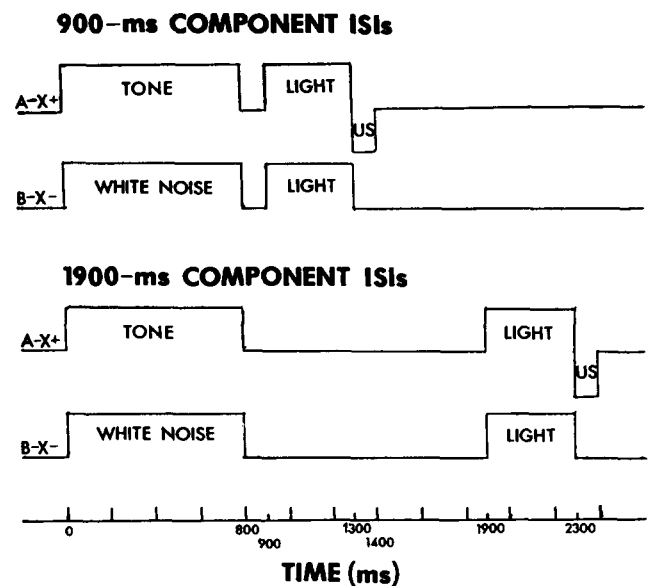 900-ms COMPONENT ISIs
TONE LIGHT
A-X+
US
WHITE NOISE LIGHT
B-X-
1900-ms COMPONENT ISIs
TONE LIGHT
A-X+
US
WHITE NOISE LIGHT
B-X-
0 800 1300 1900 2300
900 1400
TIME (ms)